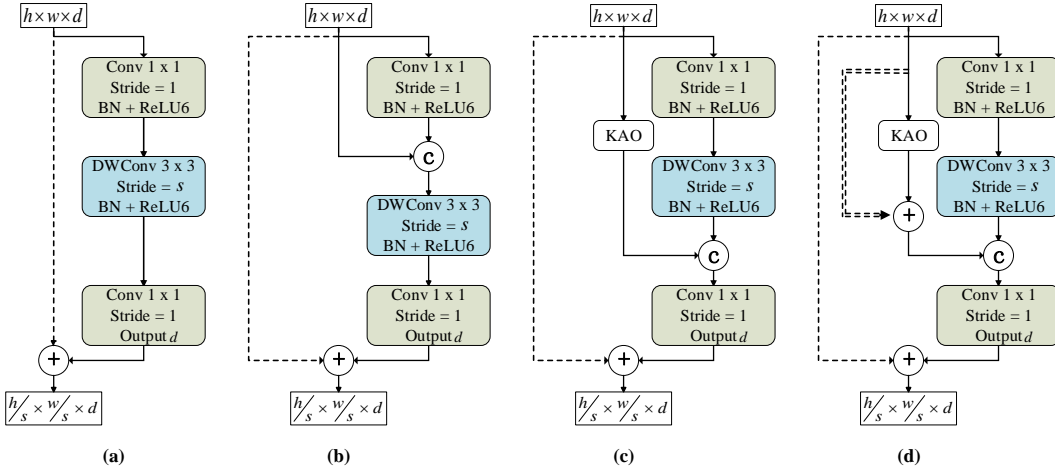 h×w×d
Conv 1 x 1
Stride = 1
BN + ReLU6
DWConv 3 x 3
Stride = s
BN + ReLU6
Conv 1 x 1
Stride = 1
Output d
+
h/s × w/s × d
(a)
h×w×d
Conv 1 x 1
Stride = 1
BN + ReLU6
C
DWConv 3 x 3
Stride = s
BN + ReLU6
Conv 1 x 1
Stride = 1
Output d
+
h/s × w/s × d
(b)
h×w×d
Conv 1 x 1
Stride = 1
BN + ReLU6
KAO
DWConv 3 x 3
Stride = s
BN + ReLU6
C
Conv 1 x 1
Stride = 1
Output d
+
h/s × w/s × d
(c)
h×w×d
Conv 1 x 1
Stride = 1
BN + ReLU6
KAO
DWConv 3 x 3
Stride = s
BN + ReLU6
+
C
Conv 1 x 1
Stride = 1
Output d
+
h/s × w/s × d
(d)